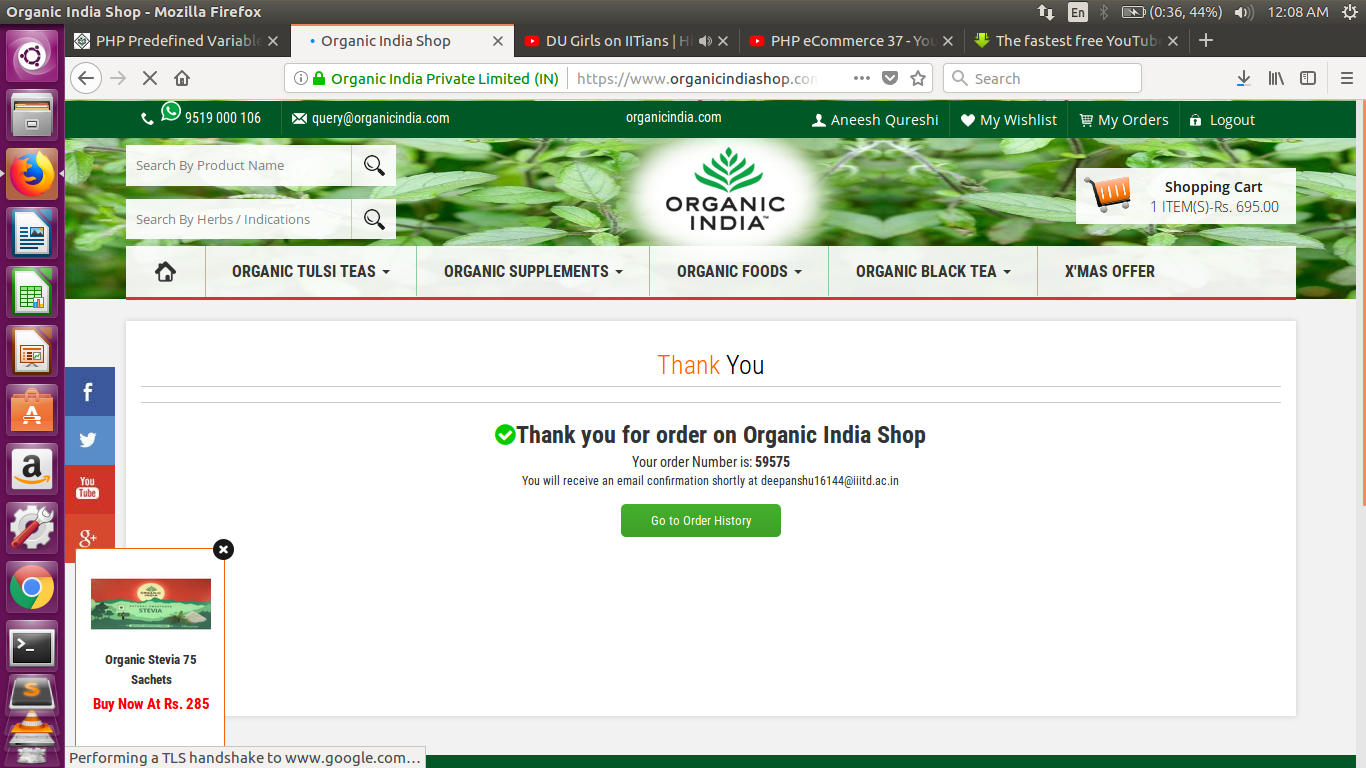 Organic India Shop - Mozilla Firefox
En
(0:36, 44%)
12:08 AM
PHP Predefined Variable
Organic India Shop
DU Girls on IITians | Hi
PHP eCommerce 37 - You
The fastest free YouTube
Organic India Private Limited (IN)
https://www.organicindiashop.com
Search
9519 000 106
query@organicindia.com
organicindia.com
Aneesh Qureshi
My Wishlist
My Orders
Logout
Search By Product Name
Search By Herbs / Indications
ORGANIC
INDIA™
Shopping Cart
1 ITEM(S)-Rs. 695.00
ORGANIC TULSI TEAS
ORGANIC SUPPLEMENTS
ORGANIC FOODS
ORGANIC BLACK TEA
X'MAS OFFER
Thank You
Thank you for order on Organic India Shop
Your order Number is: 59575
You will receive an email confirmation shortly at deepanshu16144@iiitd.ac.in
Go to Order History
You
Tube
g+
ORGANIC
INDIA
STEVIA
Organic Stevia 75
Sachets
Buy Now At Rs. 285
Performing a TLS handshake to www.google.com…